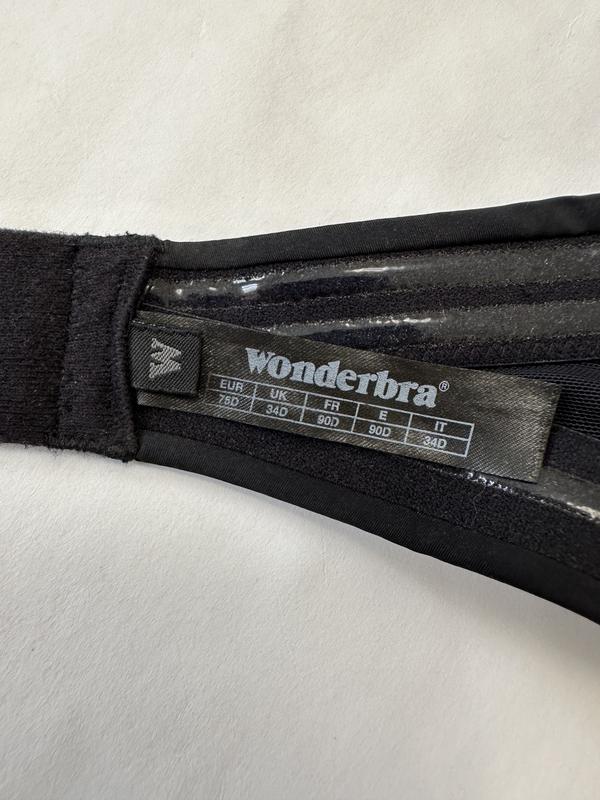 W
Wonderbra®
EUR UK FR E IT
75D 34D 90D 90D 34D